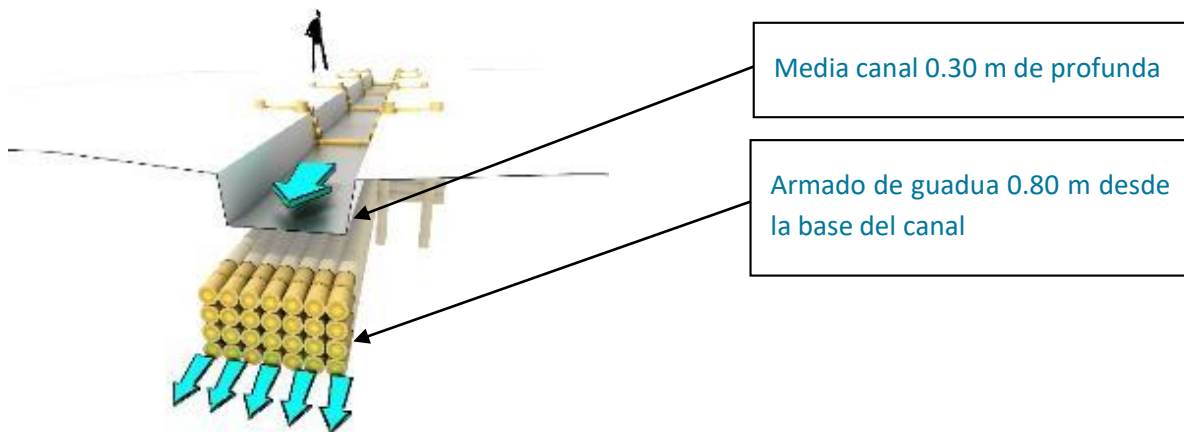 Media canal 0.30 m de profunda
Armado de guadua 0.80 m desde
la base del canal